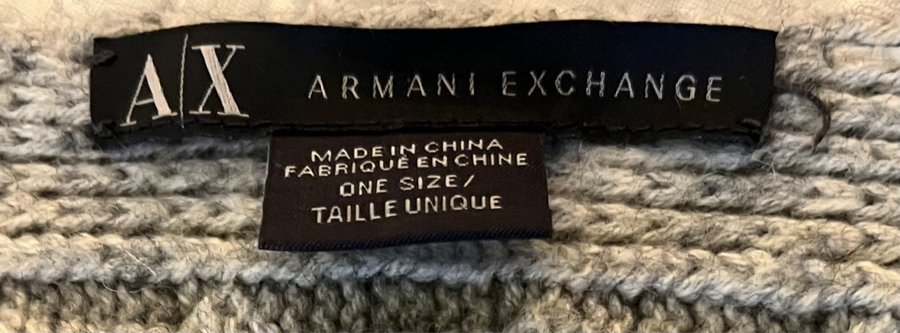 A|X ARMANI EXCHANGE
MADE IN CHINA
FABRIQUÉ EN CHINE
ONE SIZE/
TAILLE UNIQUE